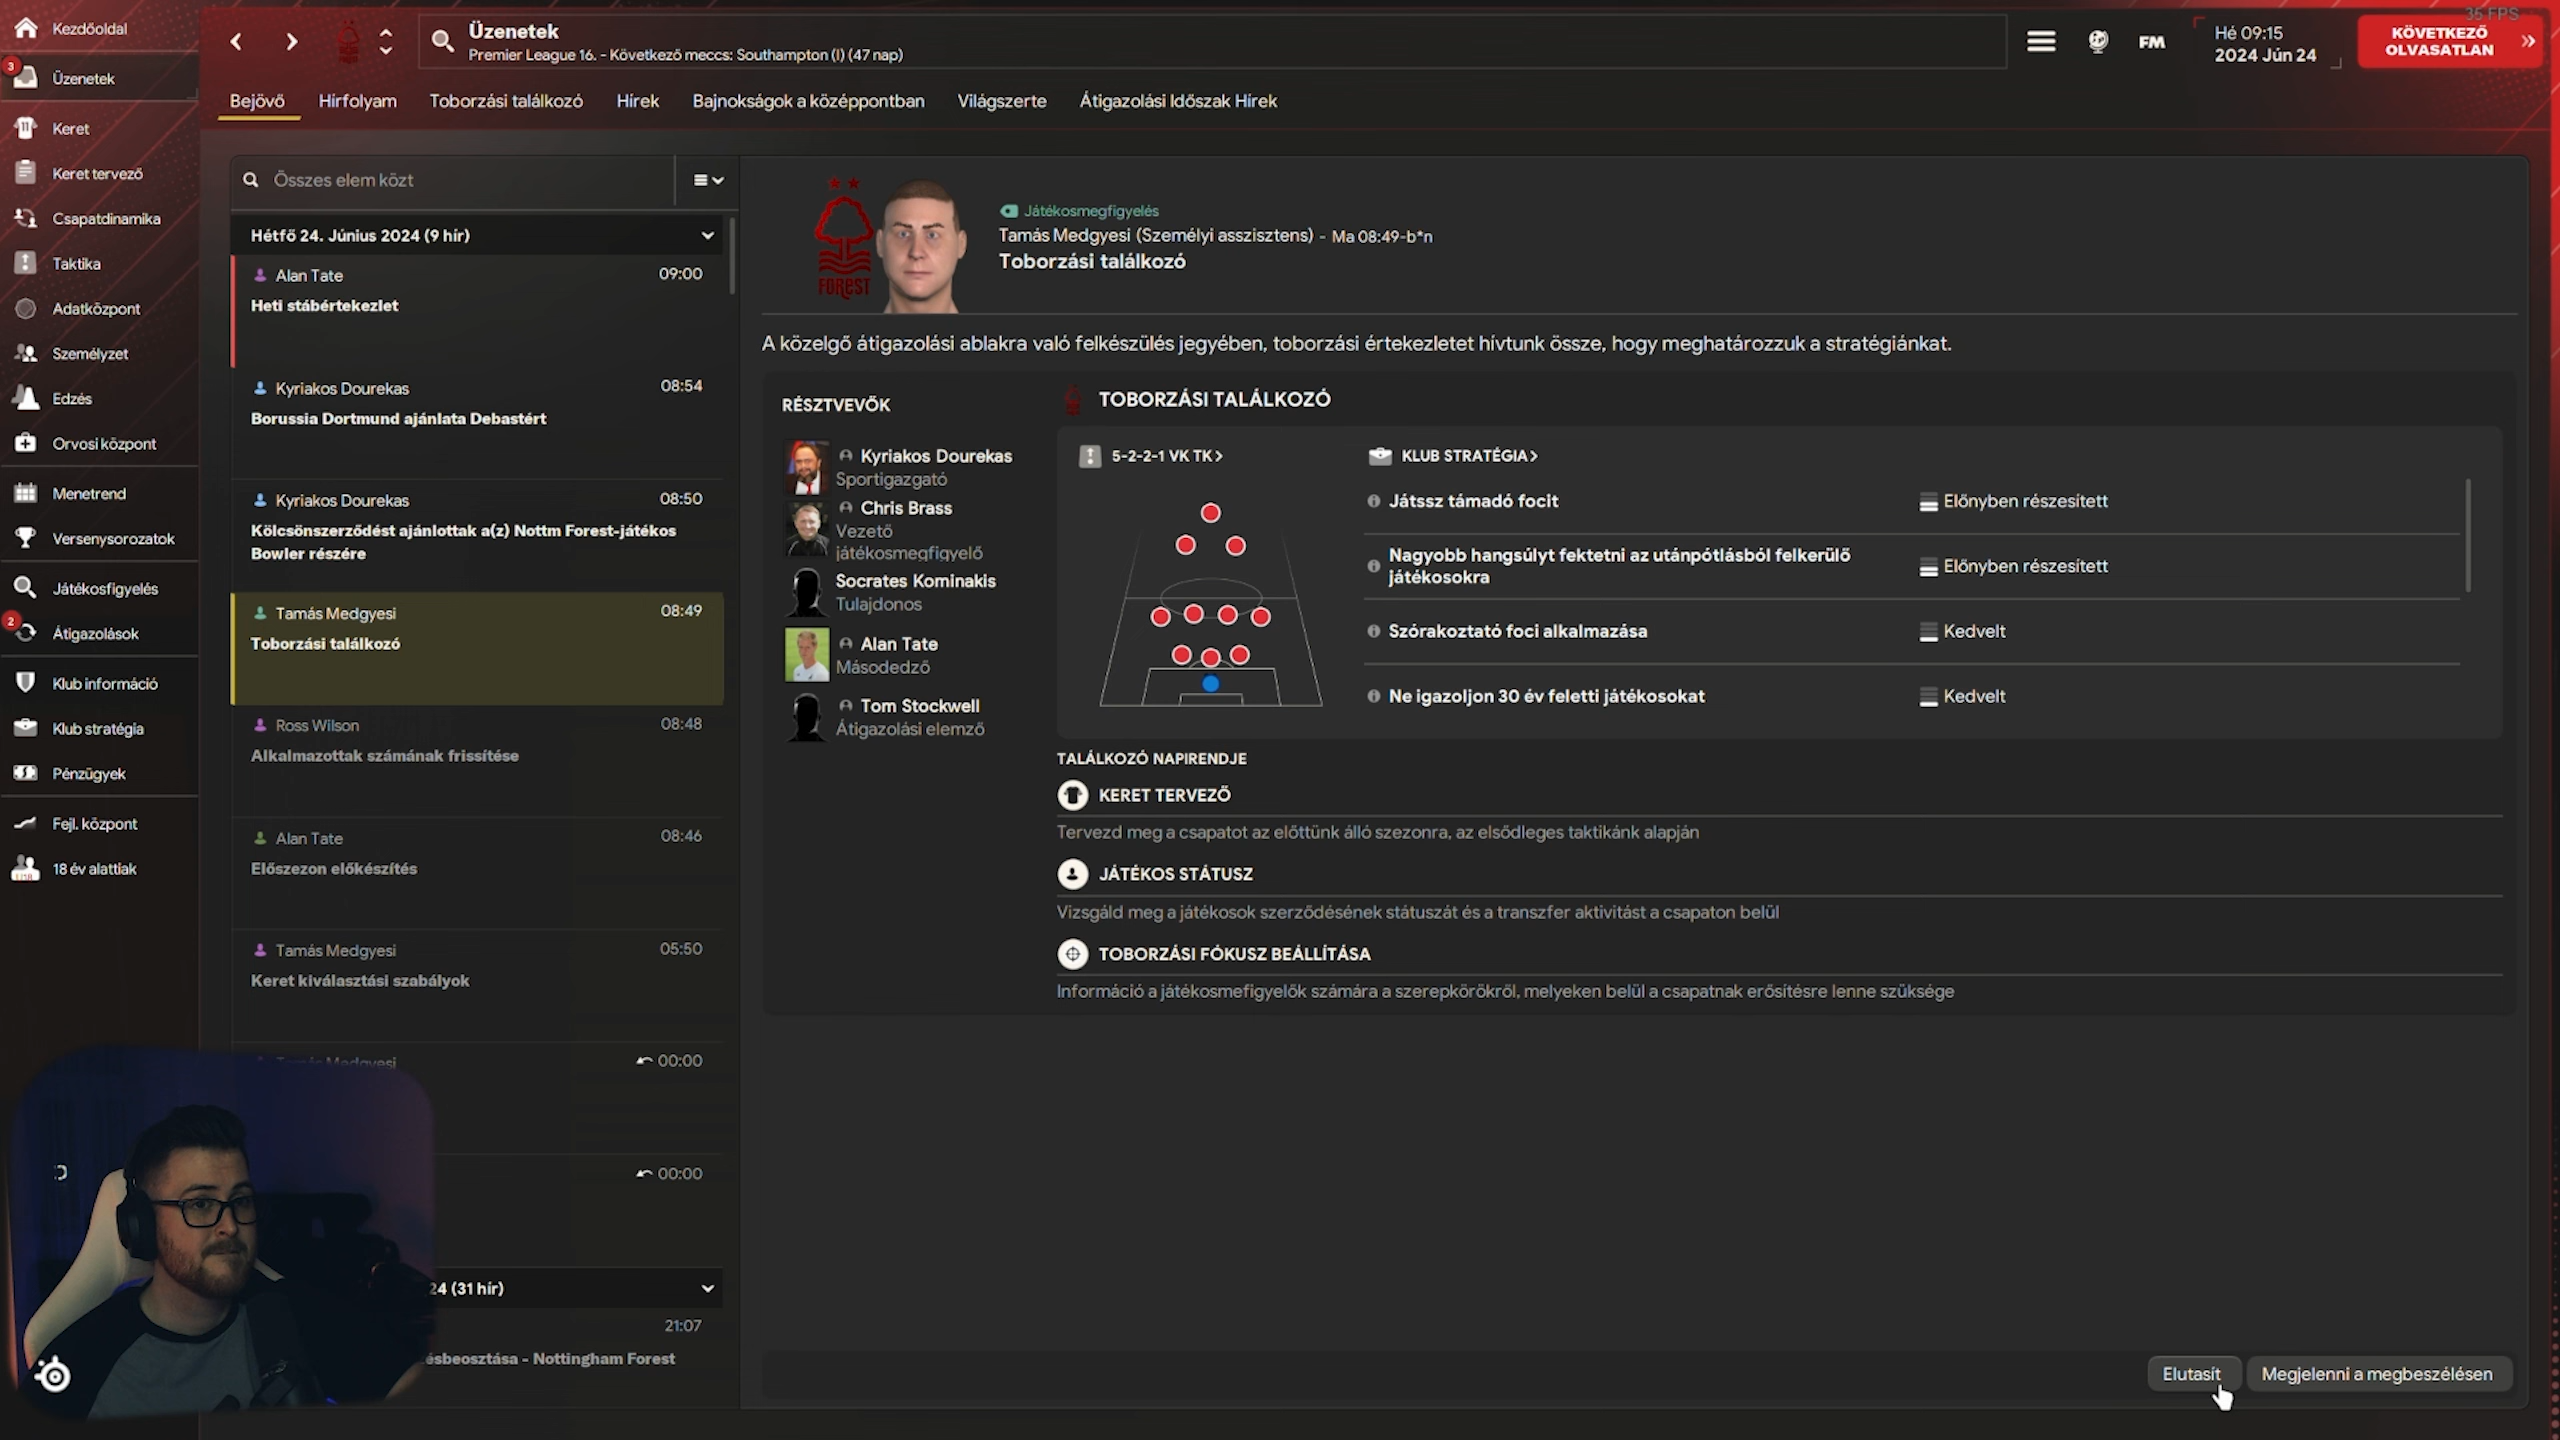 35 FPS
Kezdőoldal
3
Üzenetek
Keret
Keret tervező
Csapatdinamika
Taktika
Adatközpont
Személyzet
Edzés
Orvosi központ
Menetrend
Versenysorozatok
Játékosfigyelés
2
Átigazolások
Klub információ
Klub stratégia
Pénzügyek
Fejl. központ
18 év alattiak
Üzenetek
Premier League 16. - Következő meccs: Southampton (I) (47 nap)
FM
Hé 09:15
2024 Jún 24
KÖVETKEZŐ
OLVASATLAN
Bejövő Hírfolyam Toborzási találkozó Hírek Bajnokságok a középpontban Világszerte Átigazolási Időszak Hírek
Összes elem közt
Hétfő 24. Június 2024 (9 hír)
Alan Tate 09:00
Heti stábértekezlet
Kyriakos Dourekas 08:54
Borussia Dortmund ajánlata Debastért
Kyriakos Dourekas 08:50
Kölcsönszerződést ajánlottak a(z) Nottm Forest-játékos
Bowler részére
Tamás Medgyesi 08:49
Toborzási találkozó
Ross Wilson 08:48
Alkalmazottak számának frissítése
Alan Tate 08:46
Előszezon előkészítés
Tamás Medgyesi 05:50
Keret kiválasztási szabályok
Tamás Medgyesi 00:00
00:00
24 (31 hír)
21:07
ésbeosztása - Nottingham Forest
FOREST
Játékosmegfigyelés
Tamás Medgyesi (Személyi asszisztens) - Ma 08:49-b*n
Toborzási találkozó
A közelgő átigazolási ablakra való felkészülés jegyében, toborzási értekezletet hívtunk össze, hogy meghatározzuk a stratégiánkat.
RÉSZTVEVŐK
Kyriakos Dourekas
Sportigazgató
Chris Brass
Vezető
játékosmegfigyelő
Socrates Kominakis
Tulajdonos
Alan Tate
Másodedző
Tom Stockwell
Átigazolási elemző
TOBORZÁSI TALÁLKOZÓ
5-2-2-1 VK TK>
KLUB STRATÉGIA>
Játssz támadó focit Előnyben részesített
Nagyobb hangsúlyt fektetni az utánpótlásból felkerülő
játékosokra Előnyben részesített
Szórakoztató foci alkalmazása Kedvelt
Ne igazoljon 30 év feletti játékosokat Kedvelt
TALÁLKOZÓ NAPIRENDJE
KERET TERVEZŐ
Tervezd meg a csapatot az előttünk álló szezonra, az elsődleges taktikánk alapján
JÁTÉKOS STÁTUSZ
Vizsgáld meg a játékosok szerződésének státuszát és a transzfer aktivitást a csapaton belül
TOBORZÁSI FÓKUSZ BEÁLLÍTÁSA
Információ a játékosmefigyelők számára a szerepkörökről, melyeken belül a csapatnak erősítésre lenne szüksége
Elutasít
Megjelenni a megbeszélésen